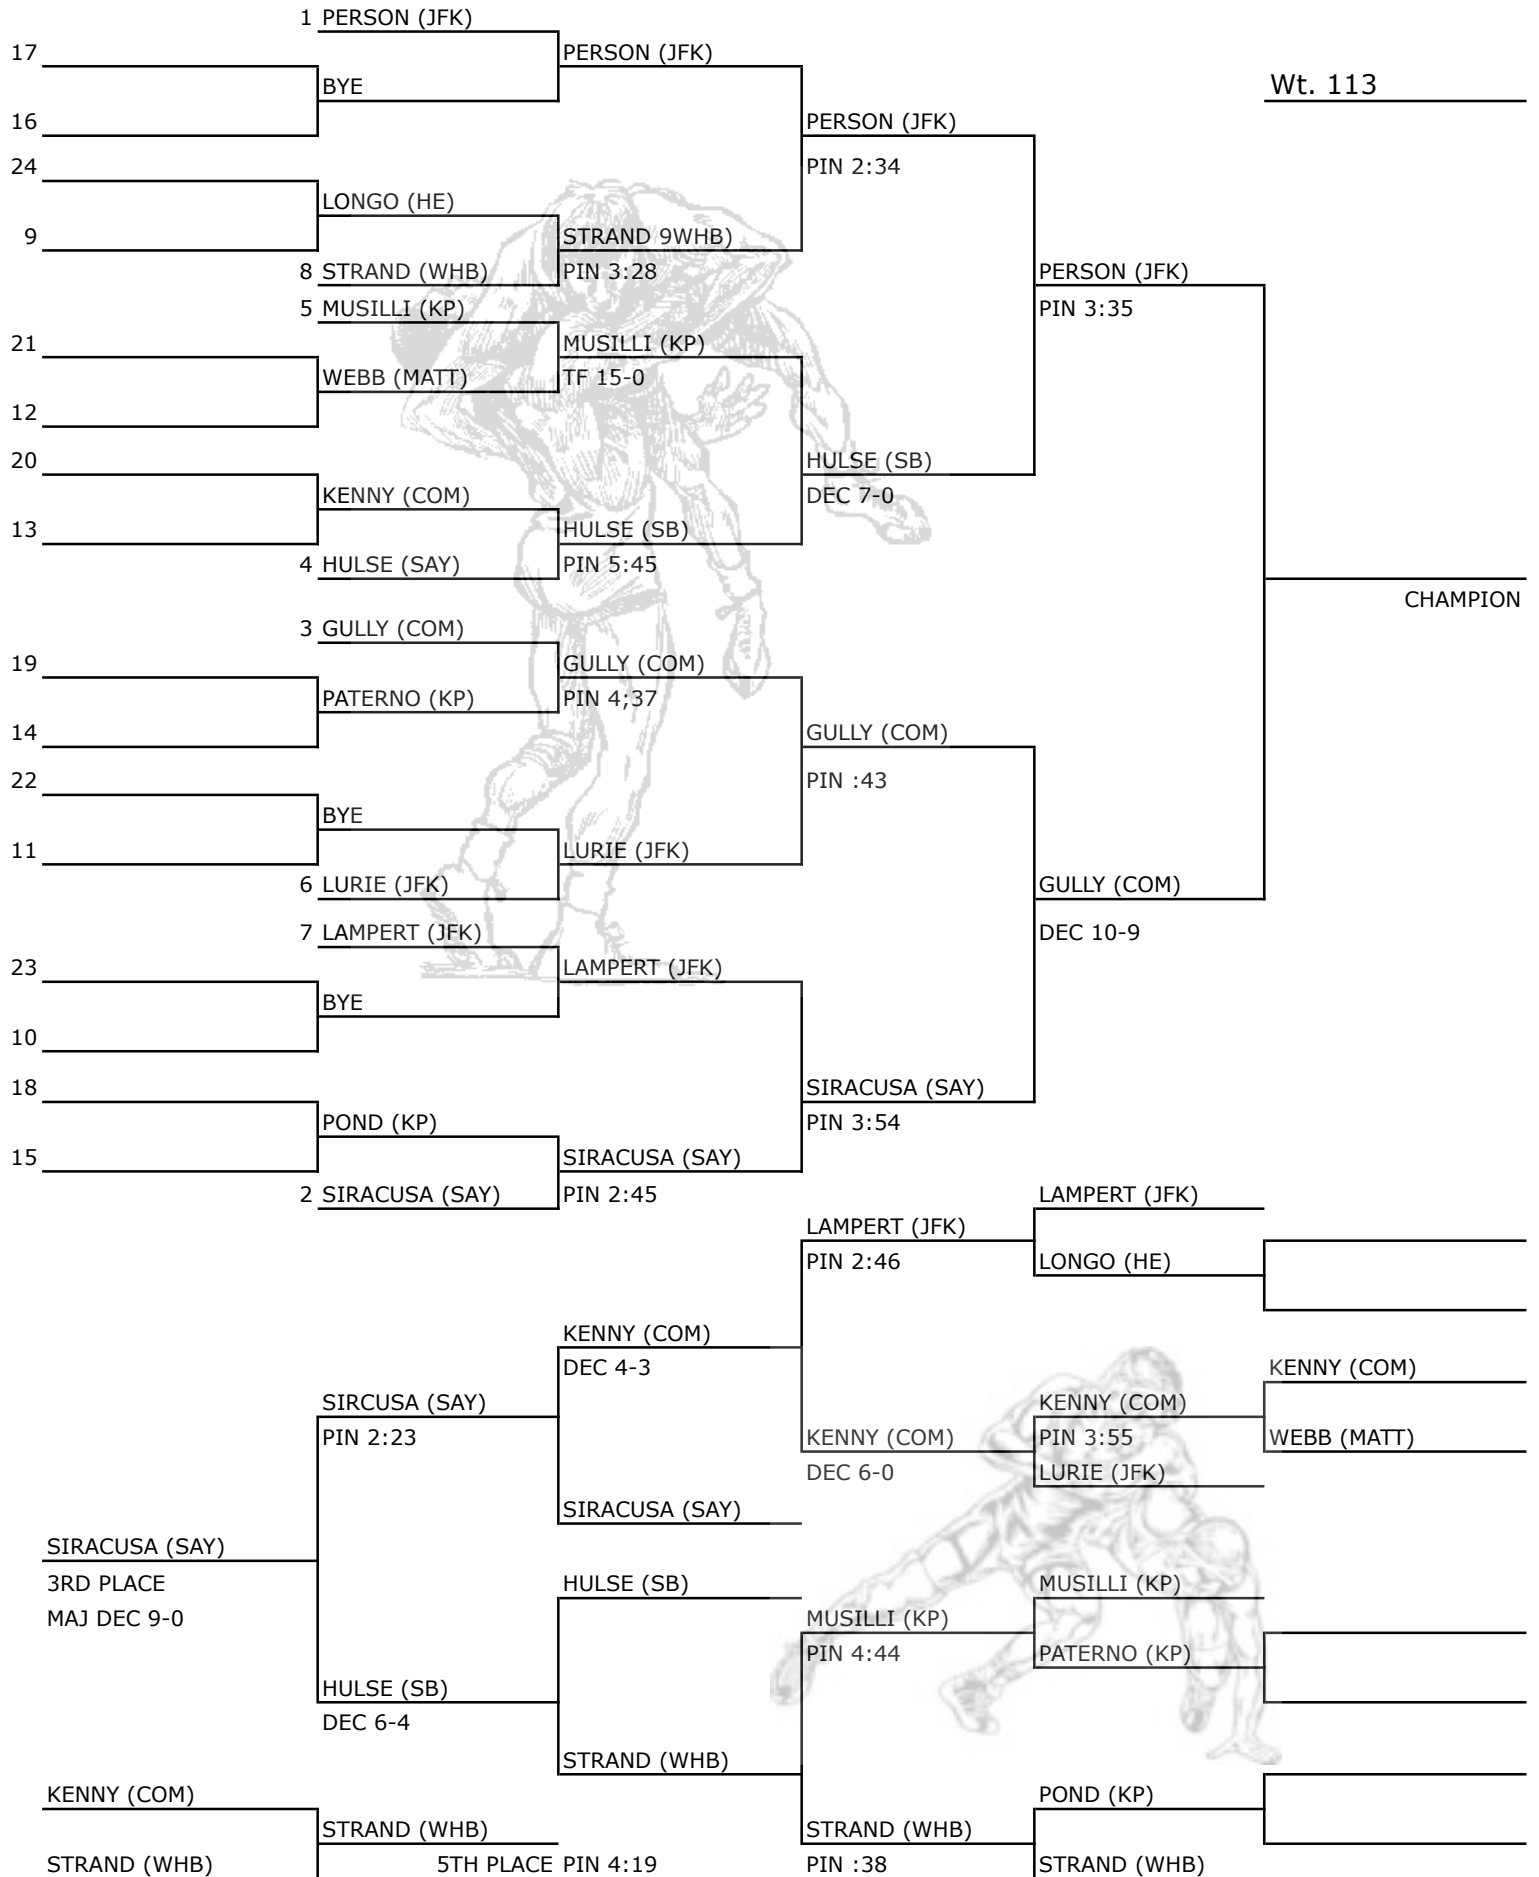 1 PERSON (JFK)
17
PERSON (JFK)
BYE
Wt. 113
16
PERSON (JFK)
24
PIN 2:34
LONGO (HE)
9
STRAND 9WHB)
8 STRAND (WHB)
PIN 3:28
PERSON (JFK)
5 MUSILLI (KP)
PIN 3:35
21
MUSILLI (KP)
WEBB (MATT)
TF 15-0
12
20
HULSE (SB)
KENNY (COM)
DEC 7-0
13
HULSE (SB)
4 HULSE (SAY)
PIN 5:45
CHAMPION
3 GULLY (COM)
19
GULLY (COM)
PATERNO (KP)
PIN 4;37
14
GULLY (COM)
22
PIN :43
BYE
11
LURIE (JFK)
6 LURIE (JFK)
GULLY (COM)
7 LAMPERT (JFK)
DEC 10-9
23
LAMPERT (JFK)
BYE
10
18
SIRACUSA (SAY)
POND (KP)
PIN 3:54
15
SIRACUSA (SAY)
2 SIRACUSA (SAY)
PIN 2:45
LAMPERT (JFK)
LAMPERT (JFK)
PIN 2:46
LONGO (HE)
KENNY (COM)
DEC 4-3
KENNY (COM)
SIRCUSA (SAY)
KENNY (COM)
PIN 2:23
KENNY (COM)
PIN 3:55
WEBB (MATT)
DEC 6-0
LURIE (JFK)
SIRACUSA (SAY)
SIRACUSA (SAY)
3RD PLACE
HULSE (SB)
MUSILLI (KP)
MAJ DEC 9-0
MUSILLI (KP)
PIN 4:44
PATERNO (KP)
HULSE (SB)
DEC 6-4
STRAND (WHB)
KENNY (COM)
POND (KP)
STRAND (WHB)
STRAND (WHB)
STRAND (WHB)
5TH PLACE PIN 4:19
PIN :38
STRAND (WHB)